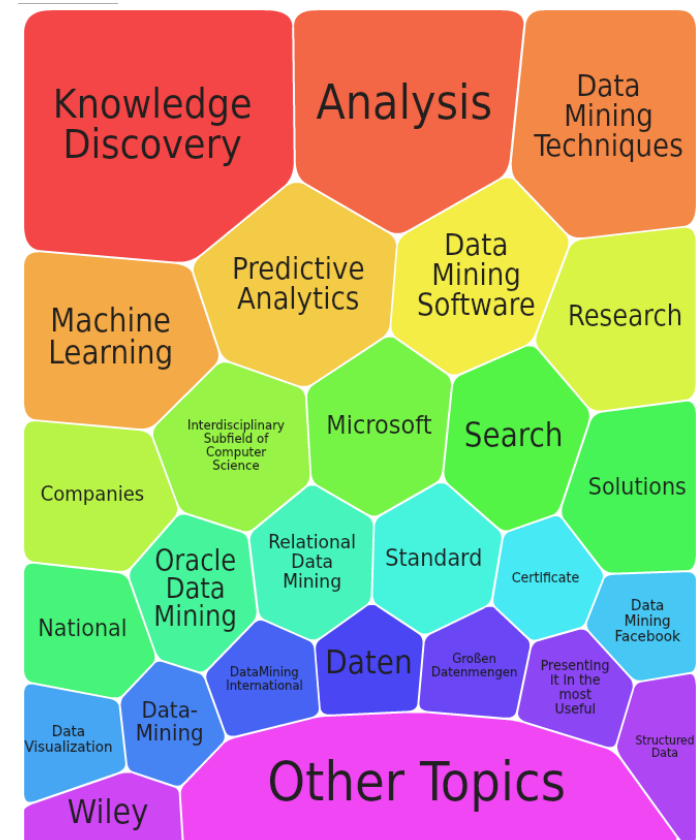 Knowledge
Discovery
Analysis
Data
Mining
Techniques
Machine
Learning
Predictive
Analytics
Data
Mining
Software
Research
Companies
Interdisciplinary
Subfield of
Computer
Science
Microsoft
Search
Solutions
National
Oracle
Data
Mining
Relational
Data
Mining
Standard
Certificate
Data
Mining
Facebook
Data
Visualization
Data-
Mining
DataMining
International
Daten
Großen
Datenmengen
Presenting
It In the
most
Useful
Structured
Data
Wiley
Other Topics